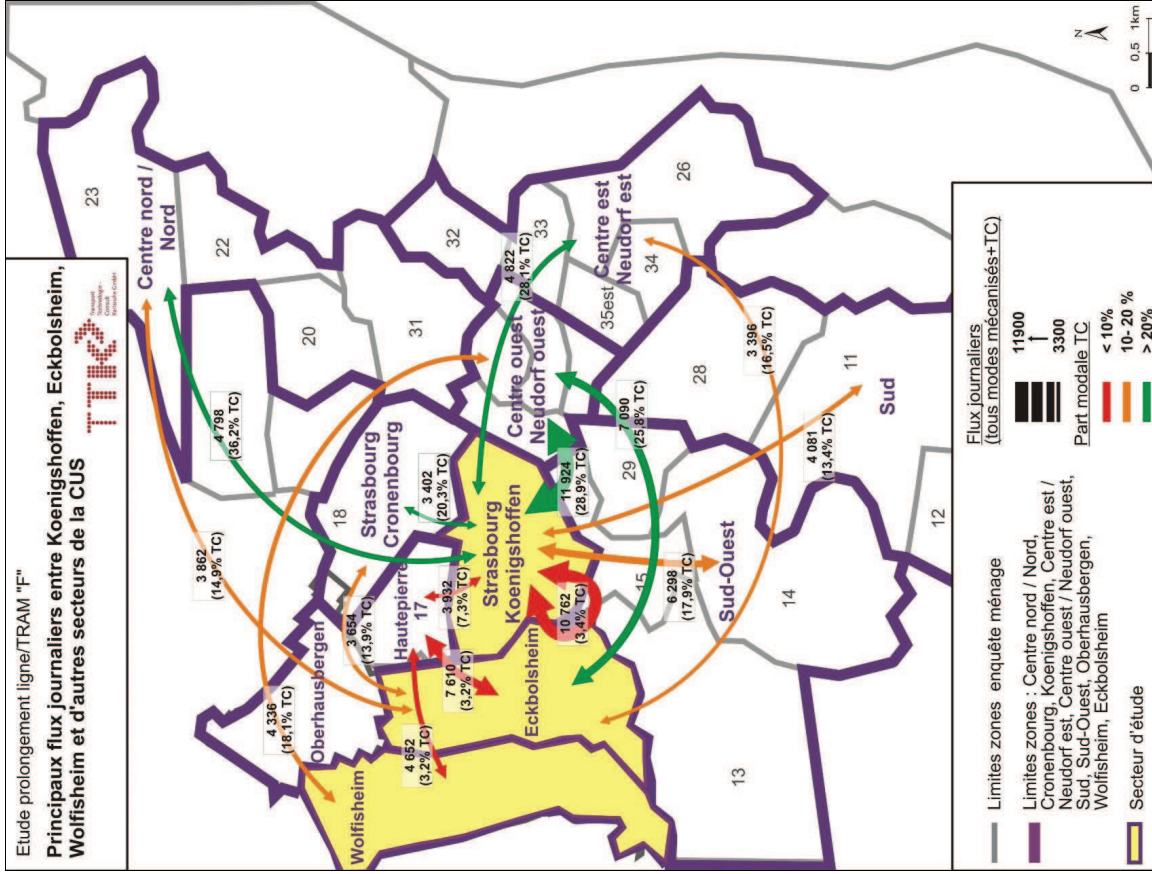 Etude prolongement ligne/TRAM "F"
Principaux flux journaliers entre Koenigshoffen, Eckbolsheim,
Wolfisheim et d'autres secteurs de la CUS
TTK
Transport
Technologie-
Consult
Karlsruhe GmbH
23
Centre nord /
Nord
22
20
31
32
33
26
Centre est
Neudorf est
34
35est
Centre ouest
Neudorf ouest
28
11
Sud
12
29
15
Sud-Ouest
14
13
18
Strasbourg
Cronenbourg
Hautepierre
17
Oberhausbergen
Strasbourg
Koenigshoffen
Eckbolsheim
Wolfisheim
4 798
(36,2% TC)
3 862
(14,9% TC)
4 336
(18,1% TC)
3 654
(13,9% TC)
3 402
(20,3% TC)
3 932
(7,3% TC)
7 610
(3,2% TC)
4 652
(3,2% TC)
4 822
(28,1% TC)
11 924
(28,9% TC)
10 762
(3,4% TC)
7 090
(25,8% TC)
6 298
(17,9% TC)
4 081
(13,4% TC)
3 396
(16,5% TC)
Limites zones enquête ménage
Limites zones : Centre nord / Nord,
Cronenbourg, Koenigshoffen, Centre est /
Neudorf est, Centre ouest / Neudorf ouest,
Sud, Sud-Ouest, Oberhausbergen,
Wolfisheim, Eckbolsheim
Secteur d'étude
Flux journaliers
(tous modes mécanisés+TC)
11900
3300
Part modale TC
< 10%
10- 20 %
> 20%
N
0 0,5 1km